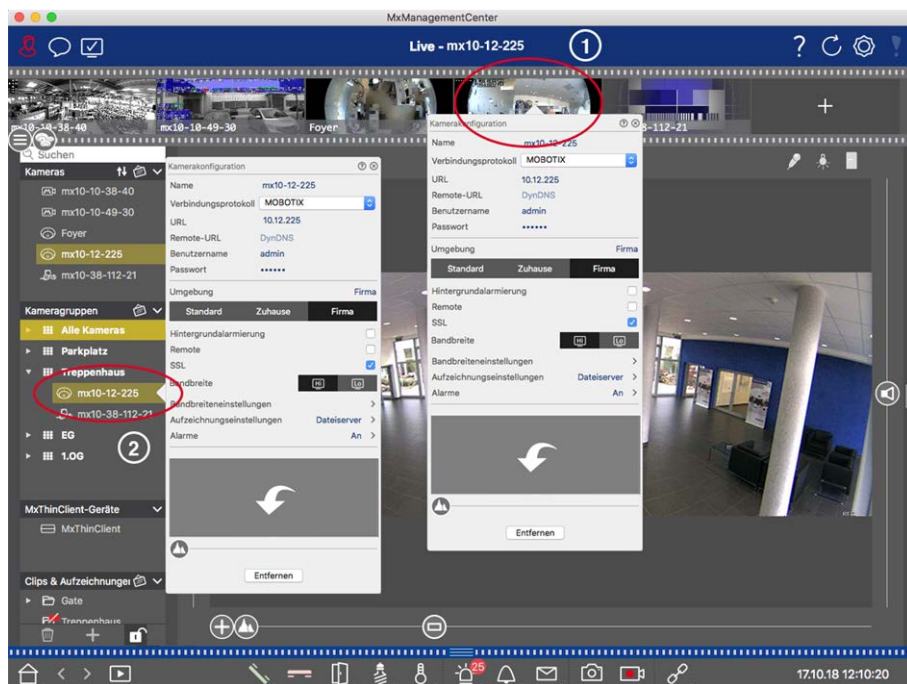 MxManagementCenter
Live - mx10-12-225
1
25
mx10-10-38-40
mx10-10-49-30
Foyer
Suchen
Kameras
mx10-10-38-40
mx10-10-49-30
Foyer
mx10-12-225
mx10-38-112-21
Kameragruppen
Alle Kameras
Parkplatz
Treppenhaus
mx10-12-225
mx10-38-112-21
2
EG
1.OG
MxThinClient-Geräte
MxThinClient
Clips & Aufzeichnungen
Gate
Treppenhaus
Kamerakonfiguration
Name mx10-12-225
Verbindungsprotokoll MOBOTIX
URL 10.12.225
Remote-URL DynDNS
Benutzername admin
Passwort ••••••
Umgebung Firma
Standard Zuhause Firma
Hintergrundalarmierung
Remote
SSL
Bandbreite Hi Lo
Bandbreiteneinstellungen
Aufzeichnungseinstellungen Dateiserver
Alarme An
Entfernen
Kamerakonfiguration
Name mx10-12-225
Verbindungsprotokoll MOBOTIX
URL 10.12.225
Remote-URL DynDNS
Benutzername admin
Passwort ••••••
Umgebung Firma
Standard Zuhause Firma
Hintergrundalarmierung
Remote
SSL
Bandbreite Hi Lo
Bandbreiteneinstellungen
Aufzeichnungseinstellungen Dateiserver
Alarme An
Entfernen
17.10.18 12:10:20